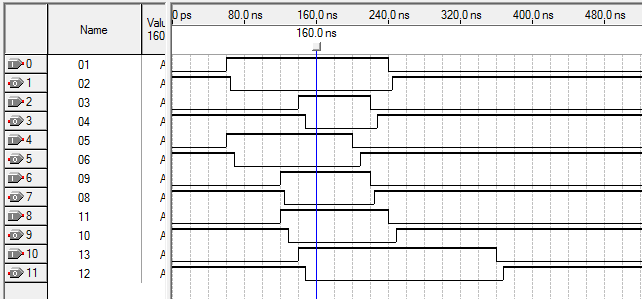 Name
Valu
160.
0 ps 80.0 ns 160.0 ns 240.0 ns 320.0 ns 400.0 ns 480.0 ns
160.0 ns
0 01 A
1 02 A
2 03 A
3 04 A
4 05 A
5 06 A
6 09 A
7 08 A
8 11 A
9 10 A
10 13 A
11 12 A